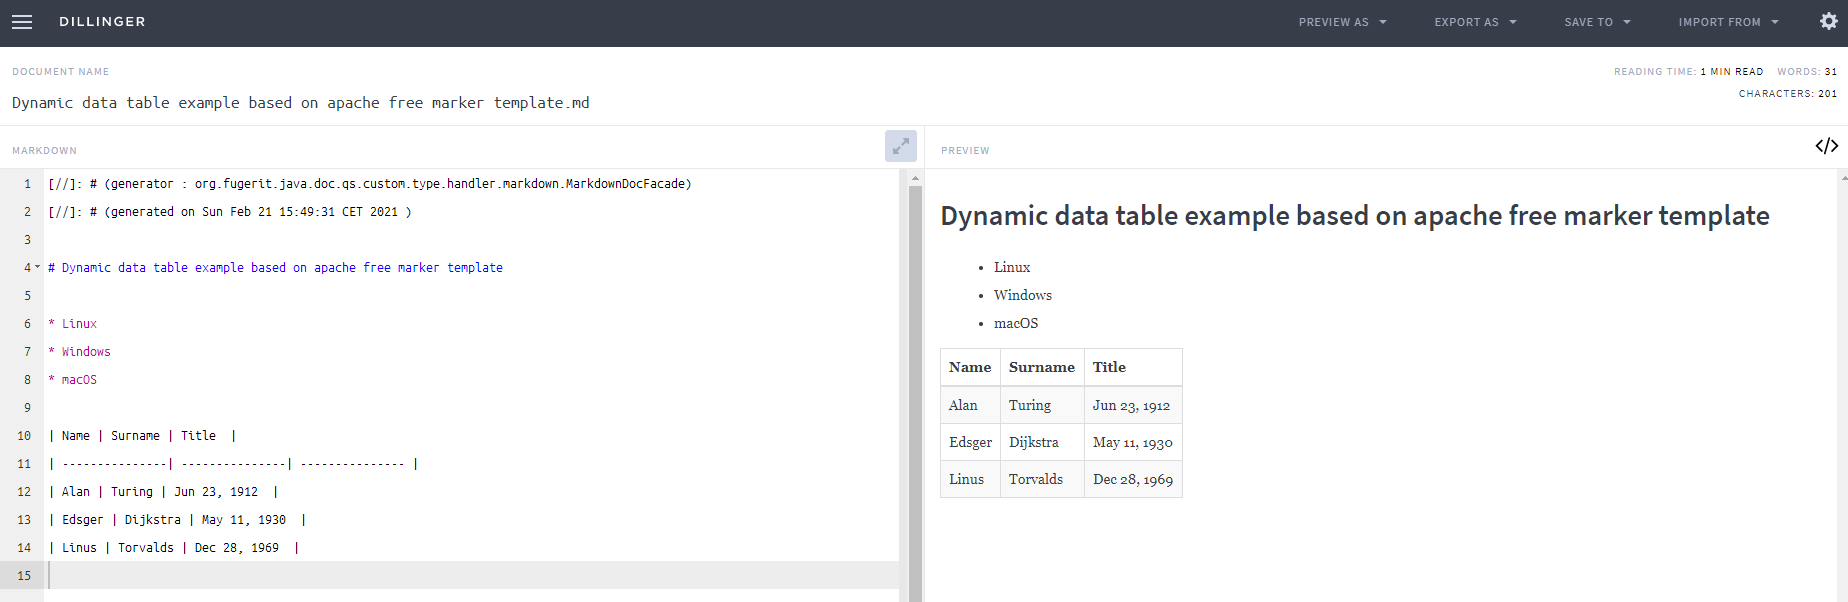 DILLINGER
PREVIEW AS
EXPORT AS
SAVE TO
IMPORT FROM
DOCUMENT NAME
READING TIME: 1 MIN READ WORDS: 31
Dynamic data table example based on apache free marker template.md
CHARACTERS: 201
MARKDOWN
1 [//]: # (generator : org.fugerit.java.doc.qs.custom.type.handler.markdown.MarkdownDocFacade)
2 [//]: # (generated on Sun Feb 21 15:49:31 CET 2021 )
3
4 # Dynamic data table example based on apache free marker template
5
6 * Linux
7 * Windows
8 * macOS
9
10 | Name | Surname | Title  |
11 | ---------------| ---------------| --------------- |
12 | Alan | Turing | Jun 23, 1912  |
13 | Edsger | Dijkstra | May 11, 1930  |
14 | Linus | Torvalds | Dec 28, 1969  |
15
PREVIEW
</>
Dynamic data table example based on apache free marker template
• Linux
• Windows
• macOS
Name Surname Title
Alan Turing Jun 23, 1912
Edsger Dijkstra May 11, 1930
Linus Torvalds Dec 28, 1969